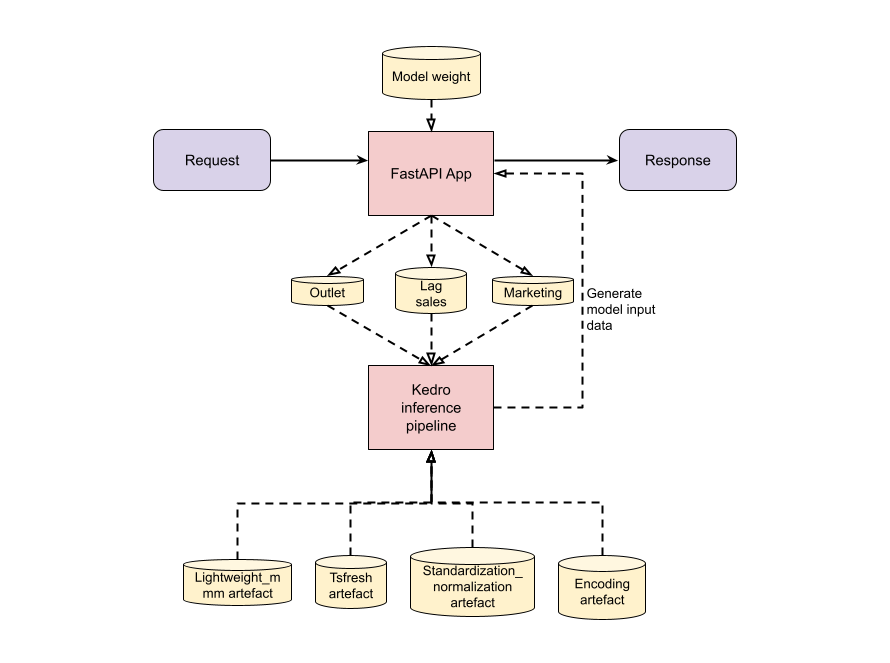 Model weight
Request
FastAPI App
Response
Outlet
Lag
sales
Marketing
Generate
model input
data
Kedro
inference
pipeline
Lightweight_m
mm artefact
Tsfresh
artefact
Standardization_
normalization
artefact
Encoding
artefact